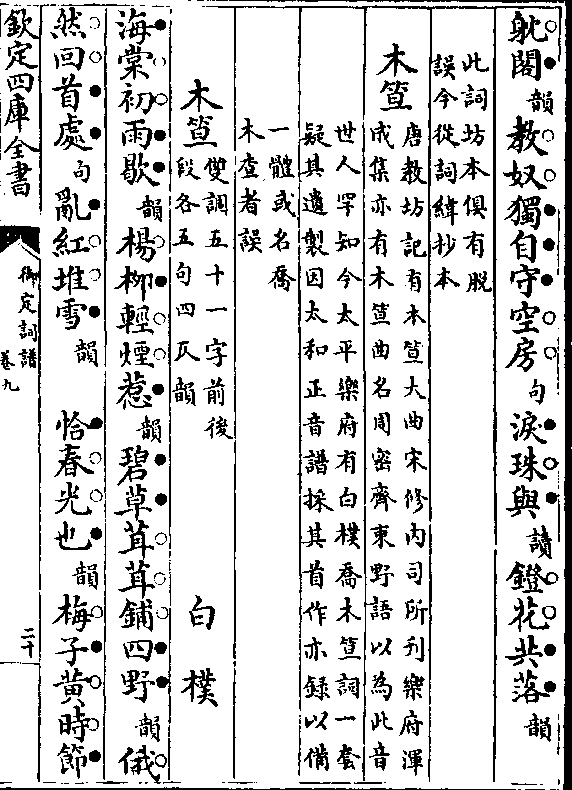 躭閣韻教奴獨自守空房句淚珠與讀鐙花共落韻
此詞坊本俱有脱
誤今從詞緯抄本
木笪唐教坊記有木笪大曲宋修内司所刋樂府渾
成集亦有木笪曲名周密齊東野語以為此音
世人罕知今太平樂府有白樸喬木笪詞一套
疑其遺製因太和正音譜採其首作亦録以備
一體或名喬
木查者誤
木笪雙調五十一字前後
段各五句四仄韻 白樸
海棠初雨歇韻楊柳輕煙惹韻碧草茸茸鋪四野韻俄
然回首處句亂紅堆雪韻 恰春光也韻梅子黄時節
欽定四庫全書
御定詞譜
卷九
二十